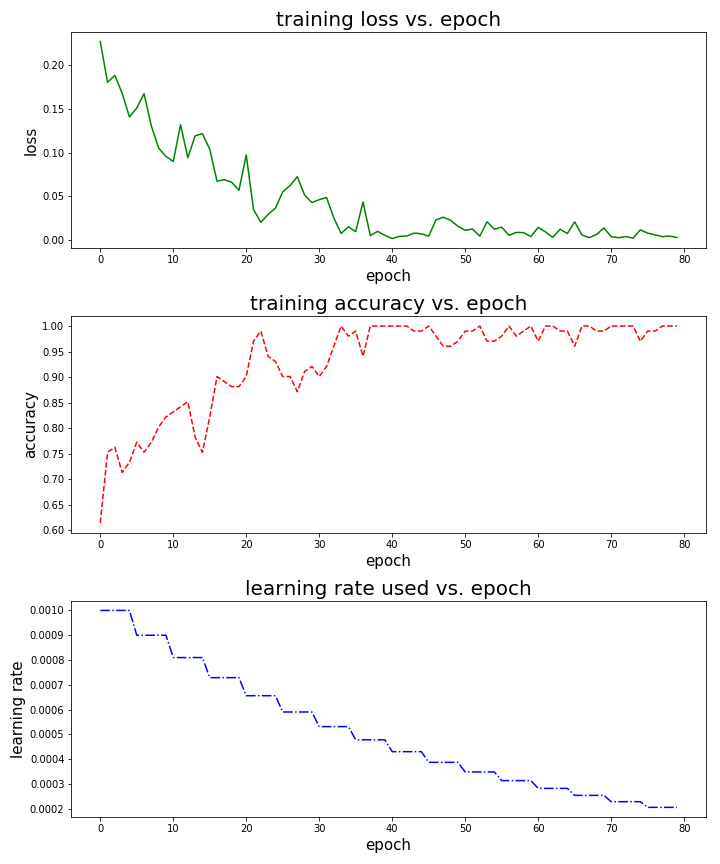 training loss vs. epoch
0.20
0.15
0.10
0.05
0.00
loss
0 10 20 30 40 50 60 70 80
epoch
training accuracy vs. epoch
1.00
0.95
0.90
0.85
0.80
0.75
0.70
0.65
0.60
accuracy
0 10 20 30 40 50 60 70 80
epoch
learning rate used vs. epoch
0.0010
0.0009
0.0008
0.0007
0.0006
0.0005
0.0004
0.0003
0.0002
learning rate
0 10 20 30 40 50 60 70 80
epoch